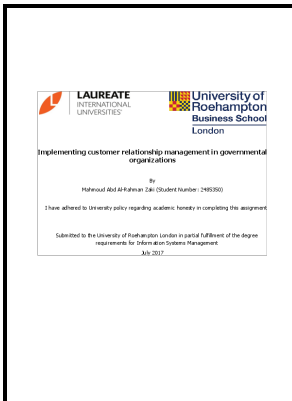 LAUREATE
INTERNATIONAL
UNIVERSITIES
University of
Roehampton
Business School
London
Implementing customer relationship management in governmental
organizations
By
Mahmoud Abd Al-Rahman Zaki (Student Number: 2485350)
I have adhered to University policy regarding academic honesty in completing this assignment
Submitted to the University of Roehampton London in partial fulfillment of the degree
requirements for Information Systems Management
July 2017